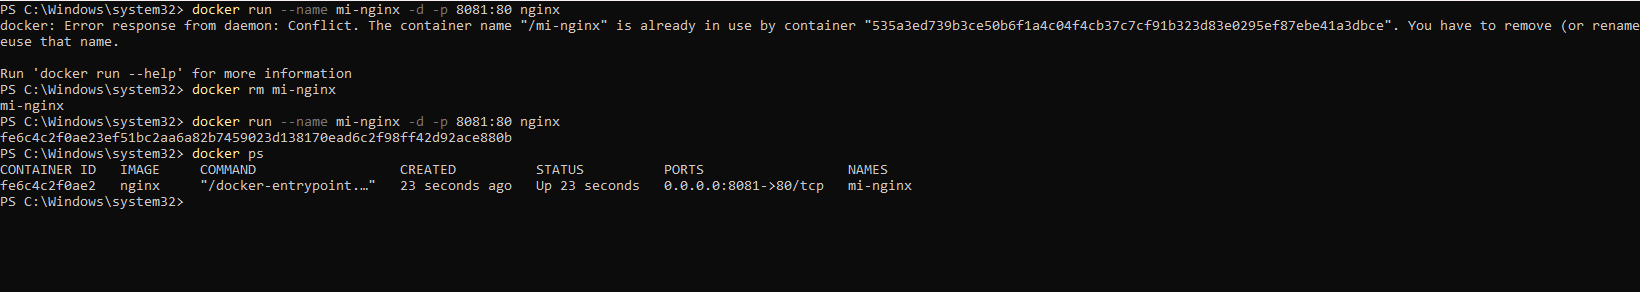 PS C:\Windows\system32> docker run --name mi-nginx -d -p 8081:80 nginx
docker: Error response from daemon: Conflict. The container name "/mi-nginx" is already in use by container "535a3ed739b3ce50b6f1a4c04f4cb37c7cf91b323d83e0295ef87ebe41a3dbce". You have to remove (or rename
euse that name.
Run 'docker run --help' for more information
PS C:\Windows\system32> docker rm mi-nginx
mi-nginx
PS C:\Windows\system32> docker run --name mi-nginx -d -p 8081:80 nginx
fe6c4c2f0ae23ef51bc2aa6a82b7459023d138170ead6c2f98ff42d92ace880b
PS C:\Windows\system32> docker ps
CONTAINER ID   IMAGE     COMMAND                  CREATED          STATUS          PORTS                  NAMES
fe6c4c2f0ae2   nginx     "/docker-entrypoint.…"   23 seconds ago   Up 23 seconds   0.0.0.0:8081->80/tcp   mi-nginx
PS C:\Windows\system32>